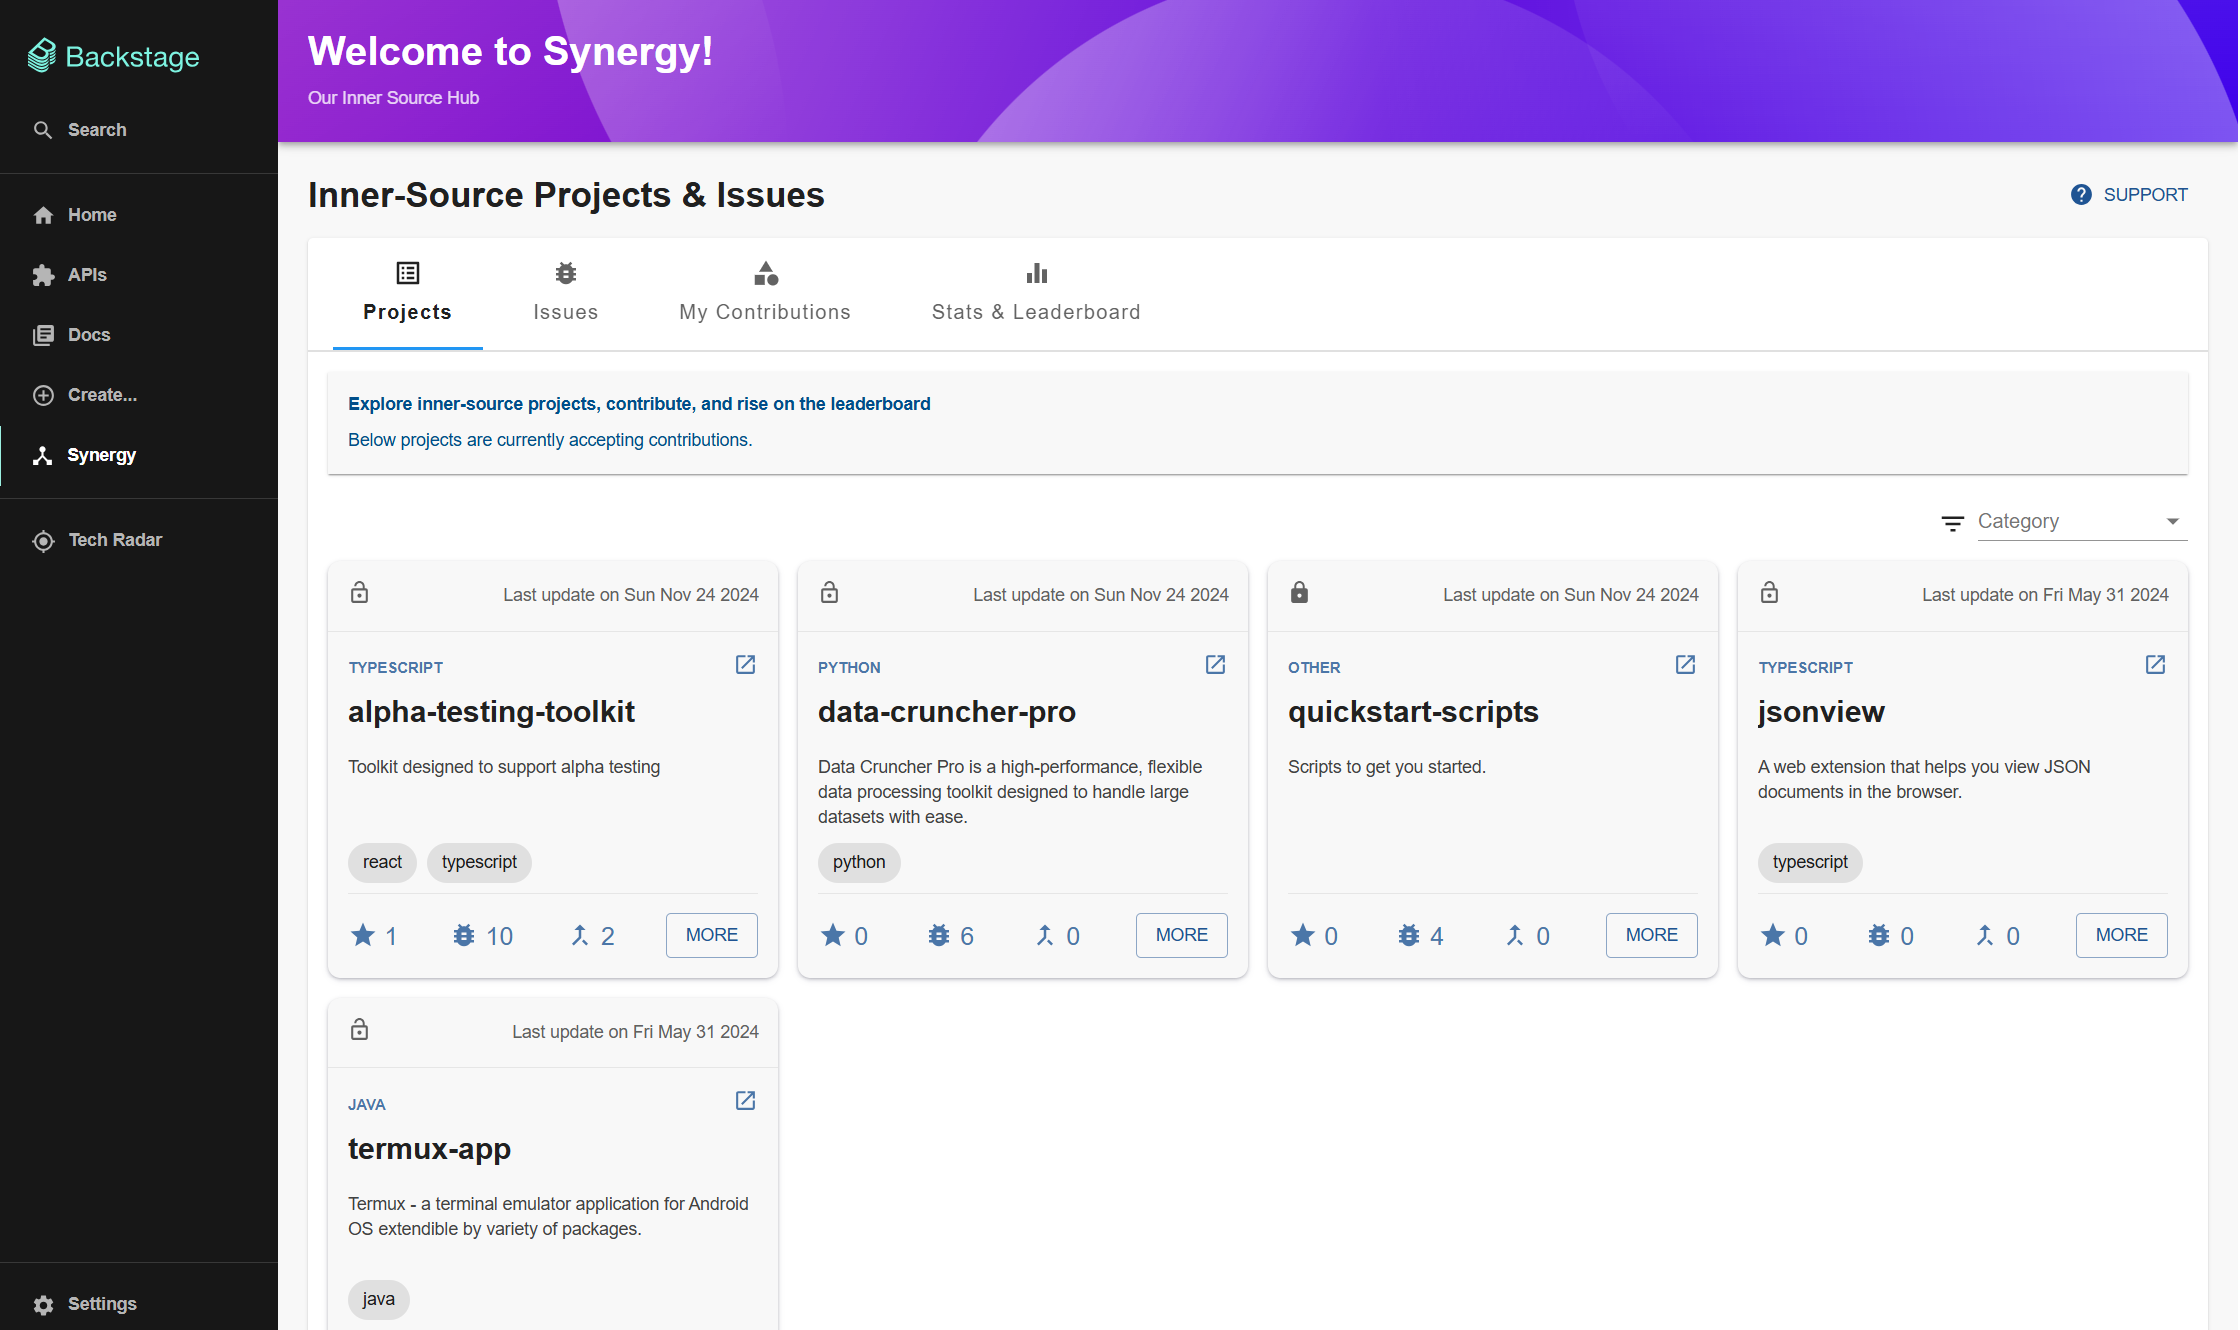 Backstage
Search
Home
APIs
Docs
Create...
Synergy
Tech Radar
Settings
Welcome to Synergy!
Our Inner Source Hub
Inner-Source Projects & Issues
SUPPORT
Projects
Issues
My Contributions
Stats & Leaderboard
Explore inner-source projects, contribute, and rise on the leaderboard
Below projects are currently accepting contributions.
Category
Last update on Sun Nov 24 2024
TYPESCRIPT
alpha-testing-toolkit
Toolkit designed to support alpha testing
react typescript
1 10 2 MORE
Last update on Sun Nov 24 2024
PYTHON
data-cruncher-pro
Data Cruncher Pro is a high-performance, flexible
data processing toolkit designed to handle large
datasets with ease.
python
0 6 0 MORE
Last update on Sun Nov 24 2024
OTHER
quickstart-scripts
Scripts to get you started.
0 4 0 MORE
Last update on Fri May 31 2024
TYPESCRIPT
jsonview
A web extension that helps you view JSON
documents in the browser.
typescript
0 0 0 MORE
Last update on Fri May 31 2024
JAVA
termux-app
Termux - a terminal emulator application for Android
OS extendible by variety of packages.
java